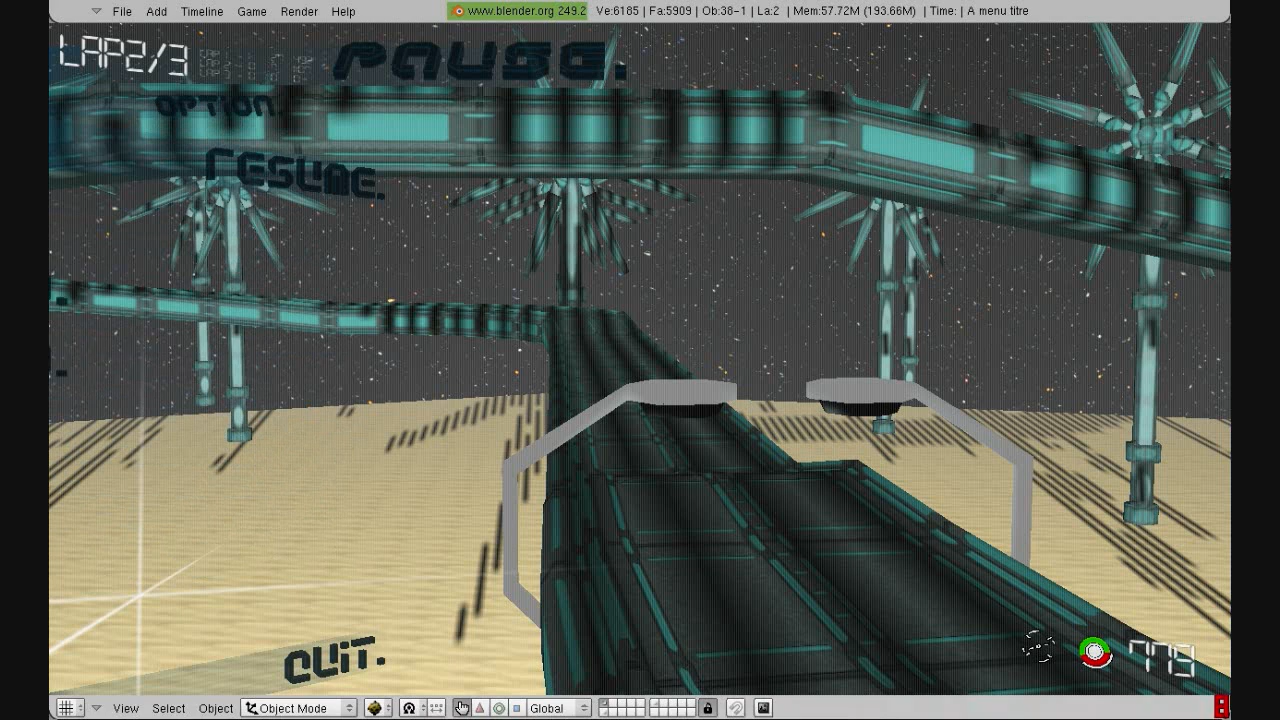 File Add Timeline Game Render Help www.blender.org 249.2 Ve:6185 | Fa:5909 | Ob:38-1 | La:2 | Mem:57.72M (193.66M) | Time: | A menu titre
LAP2/3
PAUSE.
OPTION
RESUME.
QUIT.
779
View Select Object Object Mode Global